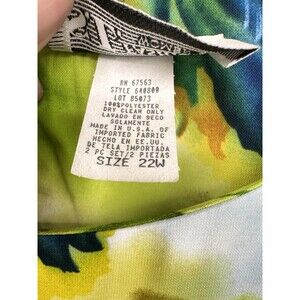 RN 67563
STYLE 640800
LOT 85073
100%POLYESTER
DRY CLEAN ONLY
LAVADO EN SECO
SOLAMENTE
MADE IN U.S.A. OF
IMPORTED FABRIC
HECHO EN EE.UU.
DE TELA IMPORTADA
2 PC SET/2 PIEZAS
SIZE 22W